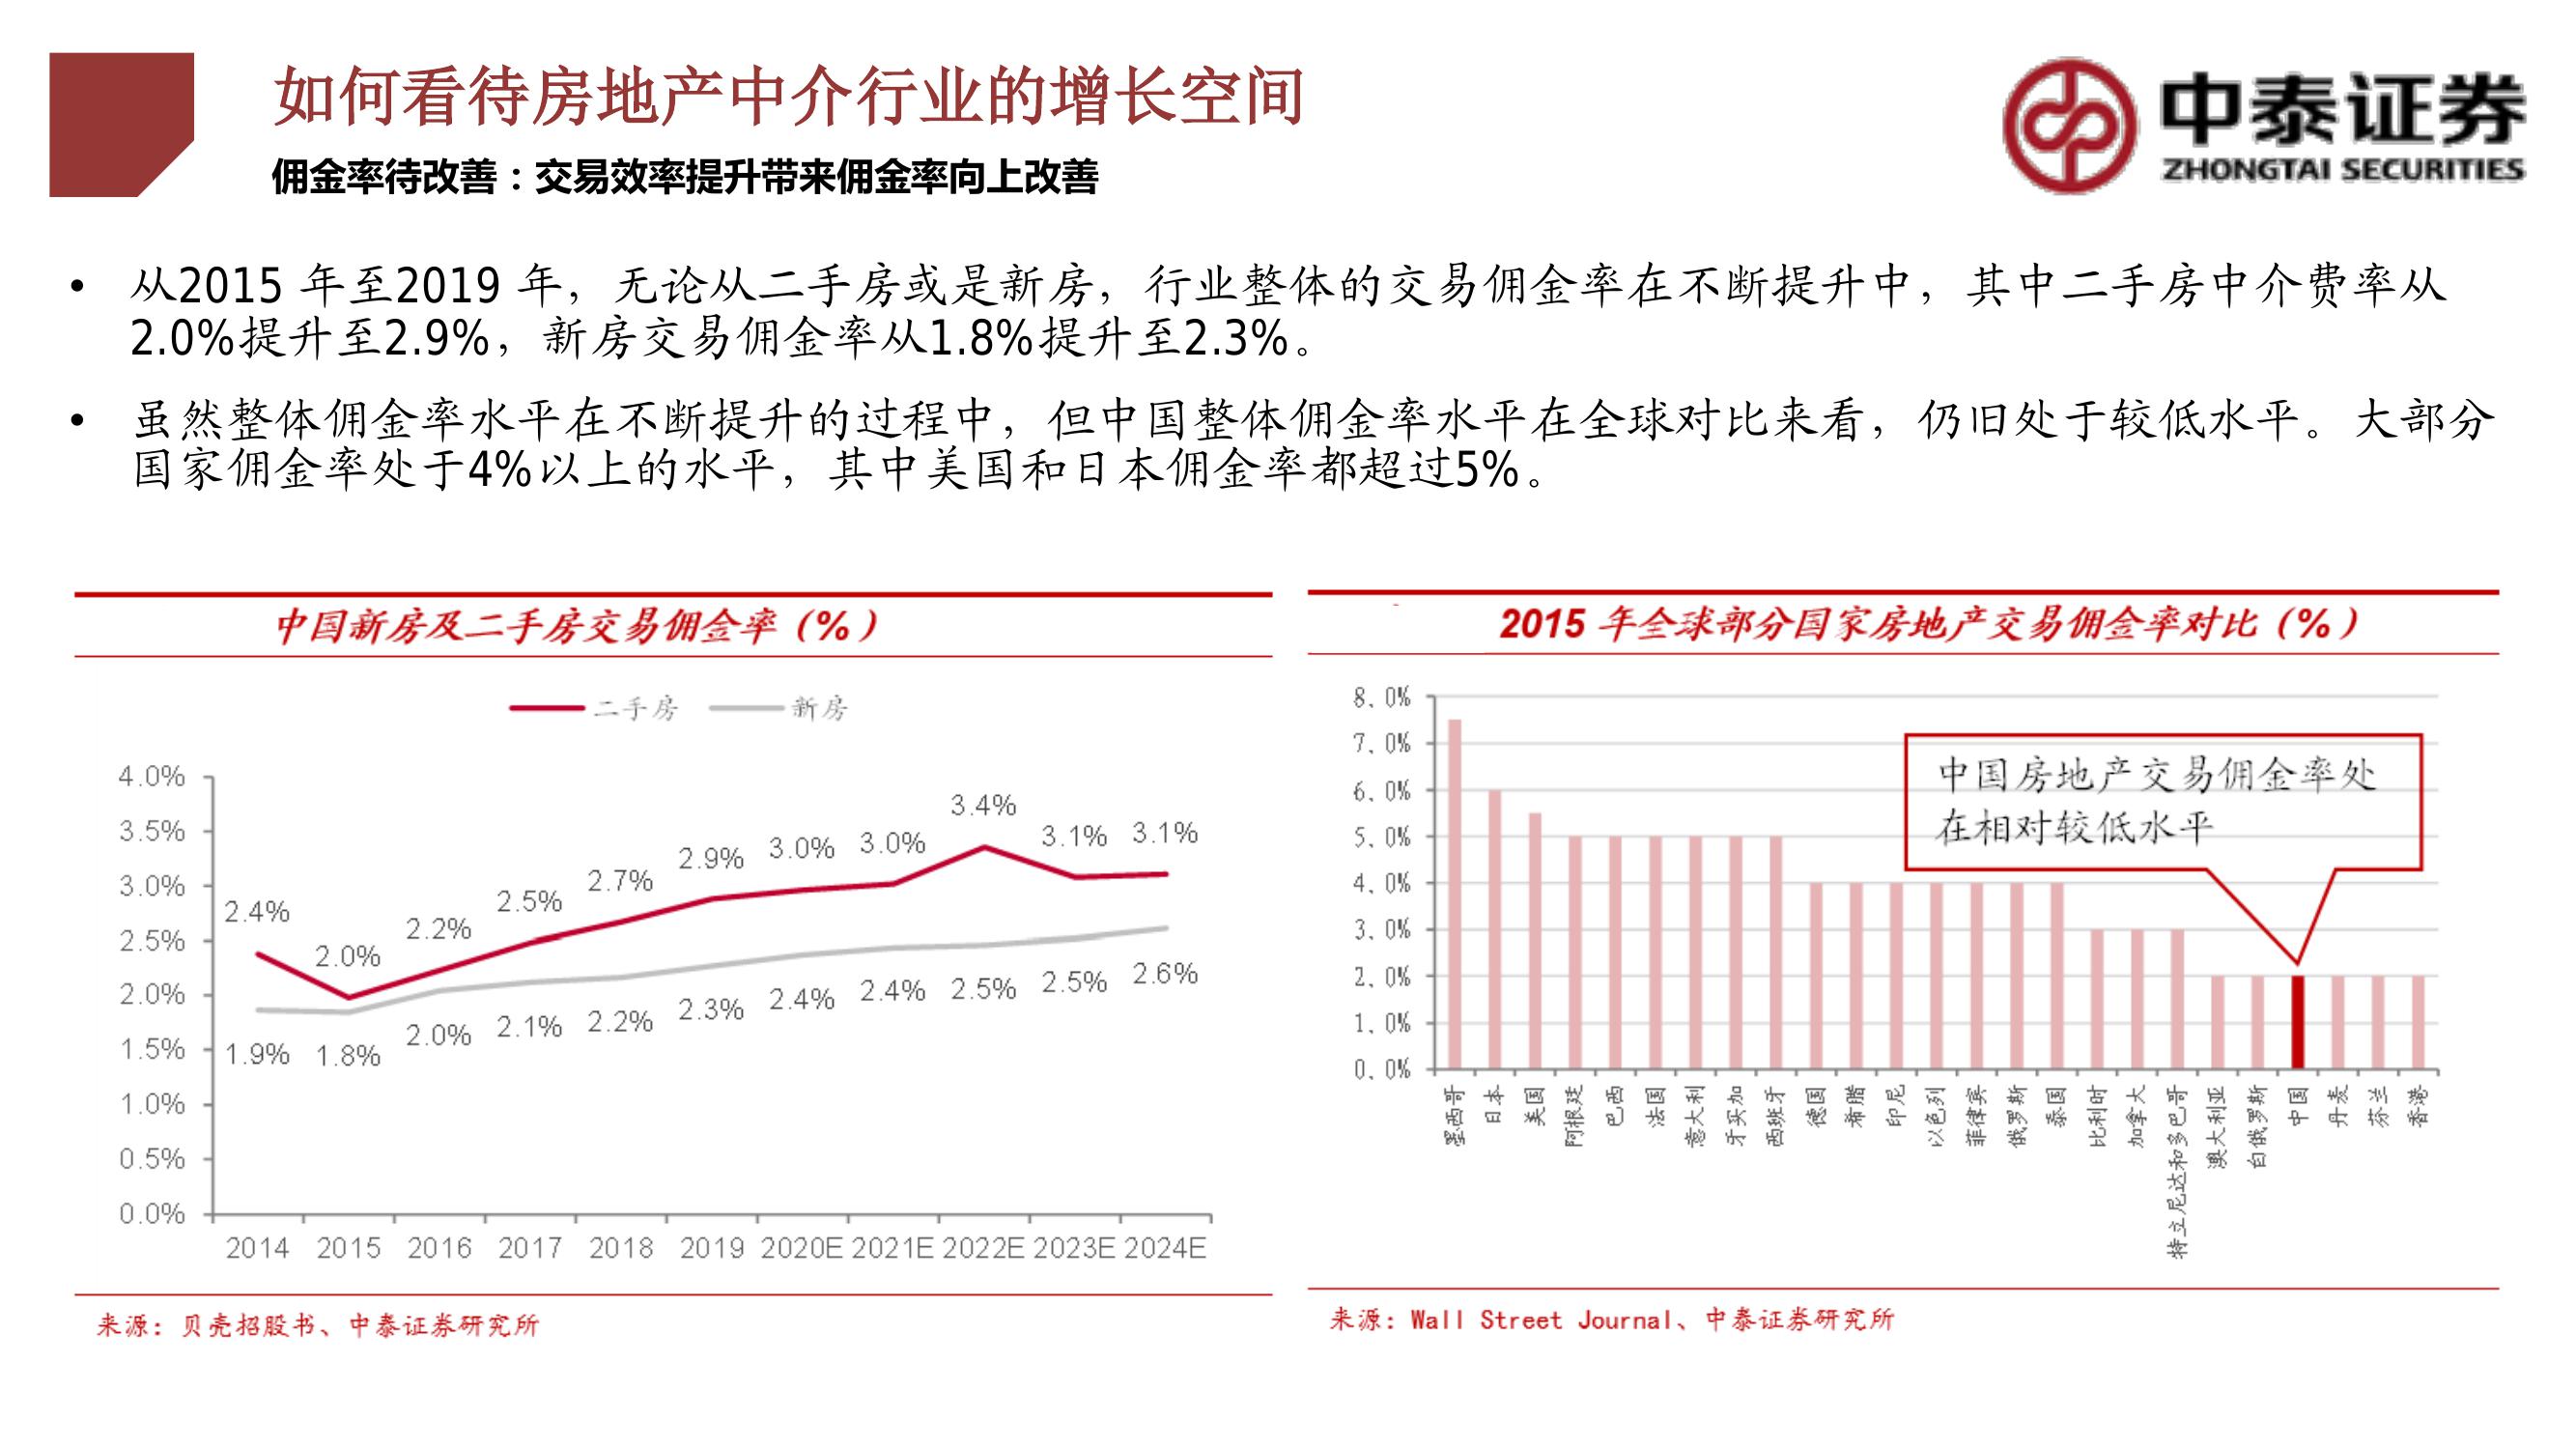 如何看待房地产中介行业的增长空间
佣金率待改善：交易效率提升带来佣金率向上改善
中泰证券
ZHONGTAI SECURITIES
• 从2015 年至2019 年，无论从二手房或是新房，行业整体的交易佣金率在不断提升中，其中二手房中介费率从
2.0%提升至2.9%，新房交易佣金率从1.8%提升至2.3%。
• 虽然整体佣金率水平在不断提升的过程中，但中国整体佣金率水平在全球对比来看，仍旧处于较低水平。大部分
国家佣金率处于4%以上的水平，其中美国和日本佣金率都超过5%。
中国新房及二手房交易佣金率（%）
二手房 新房
4.0%
3.5%
3.0%
2.5%
2.0%
1.5%
1.0%
0.5%
0.0%
2.4% 2.0% 2.2% 2.5% 2.7% 2.9% 3.0% 3.0% 3.4% 3.1% 3.1%
1.9% 1.8% 2.0% 2.1% 2.2% 2.3% 2.4% 2.4% 2.5% 2.5% 2.6%
2014 2015 2016 2017 2018 2019 2020E 2021E 2022E 2023E 2024E
来源：贝壳招股书、中泰证券研究所
2015 年全球部分国家房地产交易佣金率对比（%）
8.0%
7.0%
6.0%
5.0%
4.0%
3.0%
2.0%
1.0%
0.0%
中国房地产交易佣金率处
在相对较低水平
墨西哥
日本
美国
阿根廷
巴西
法国
意大利
牙买加
西班牙
德国
希腊
印尼
以色列
菲律宾
俄罗斯
泰国
比利时
加拿大
特立尼达和多巴哥
澳大利亚
白俄罗斯
中国
丹麦
芬兰
香港
来源：Wall Street Journal、中泰证券研究所